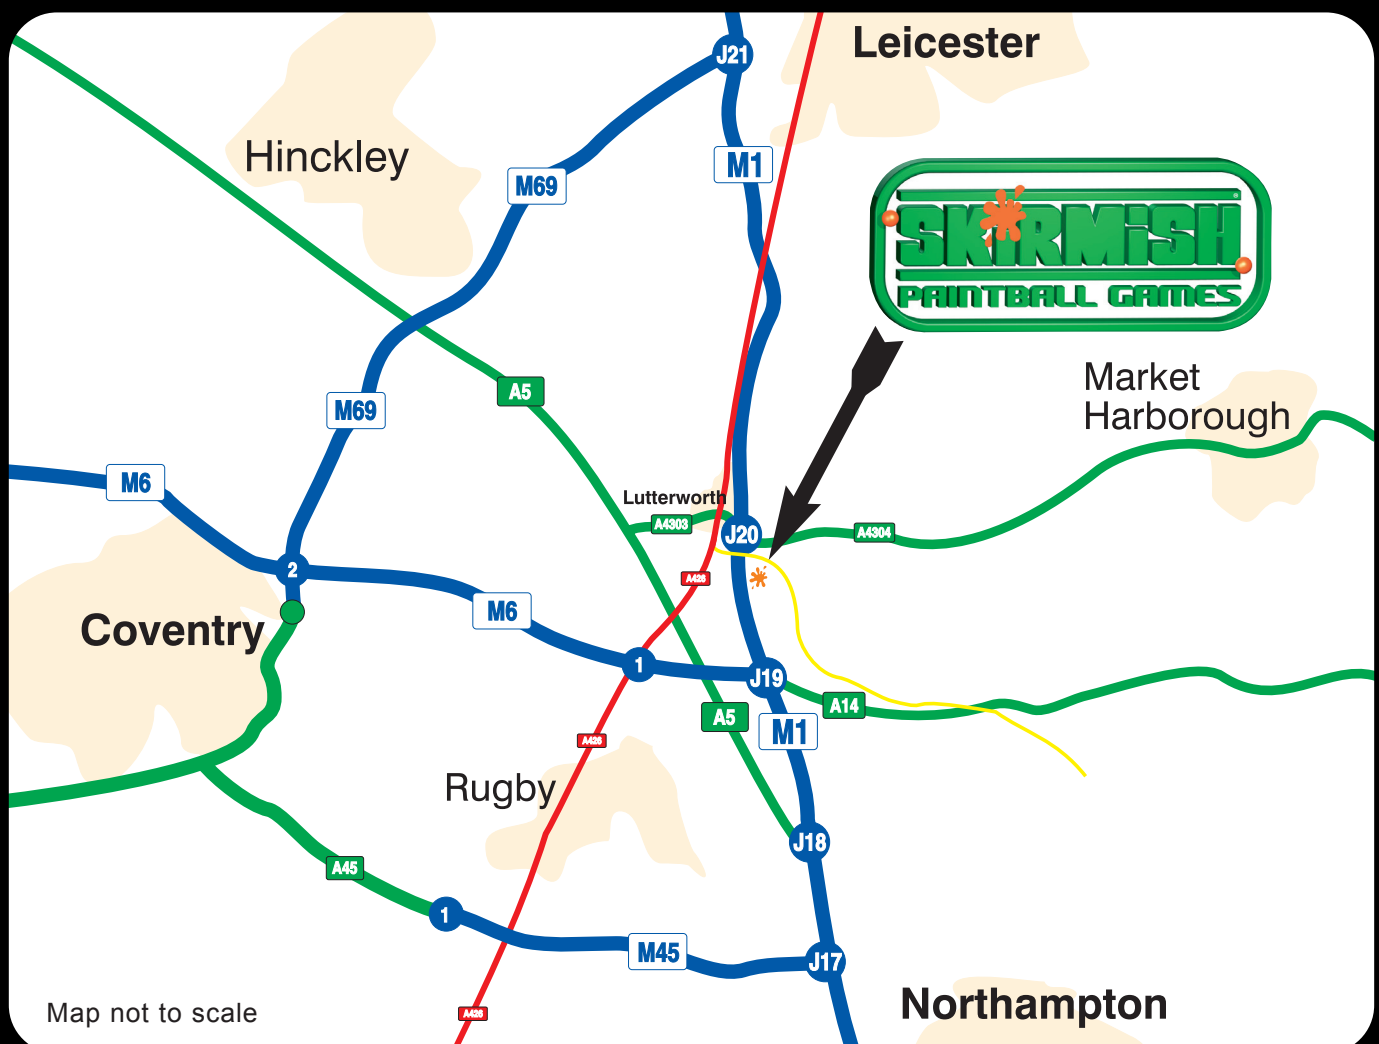 J21
Leicester
M1
Hinckley
M69
SKIRMiSH
PAINTBALL GAMES
A5
Market
Harborough
M69
M6
Lutterworth
A4303
J20
A4304
2
A426
M6
Coventry
1
J19
A14
A5
M1
A426
Rugby
J18
A45
1
M45
J17
Northampton
A426
Map not to scale